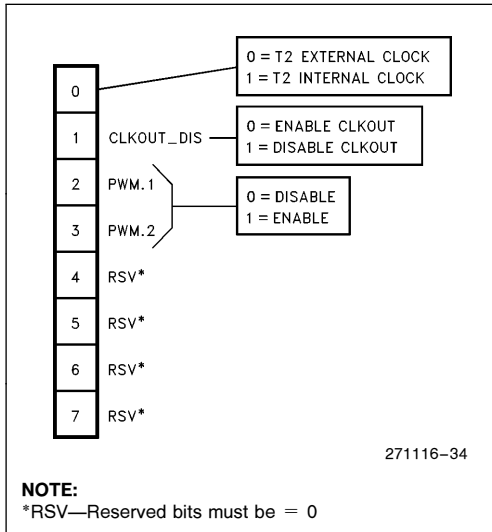 0 = T2 EXTERNAL CLOCK
1 = T2 INTERNAL CLOCK
0
1 CLKOUT_DIS
0 = ENABLE CLKOUT
1 = DISABLE CLKOUT
2 PWM.1
3 PWM.2
0 = DISABLE
1 = ENABLE
4 RSV*
5 RSV*
6 RSV*
7 RSV*
271116–34
NOTE:
*RSV—Reserved bits must be = 0